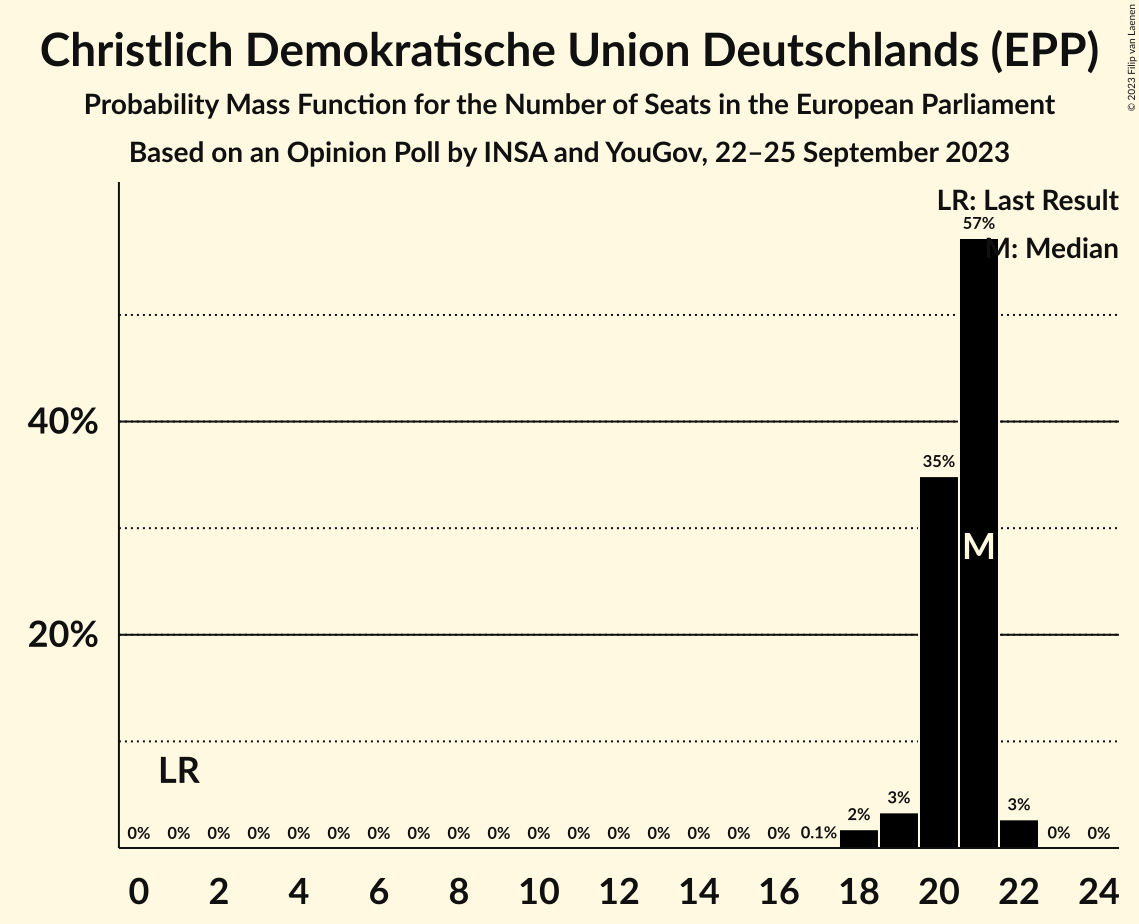 Christlich Demokratische Union Deutschlands (EPP)
Probability Mass Function for the Number of Seats in the European Parliament
Based on an Opinion Poll by INSA and YouGov, 22–25 September 2023
© 2023 Filip van Laenen
LR: Last Result
57%
M: Median
40%
35%
M
20%
LR
0% 0% 0% 0% 0% 0% 0% 0% 0% 0% 0% 0% 0% 0% 0% 0% 0% 0.1% 2% 3% 3% 0% 0%
0 2 4 6 8 10 12 14 16 18 20 22 24